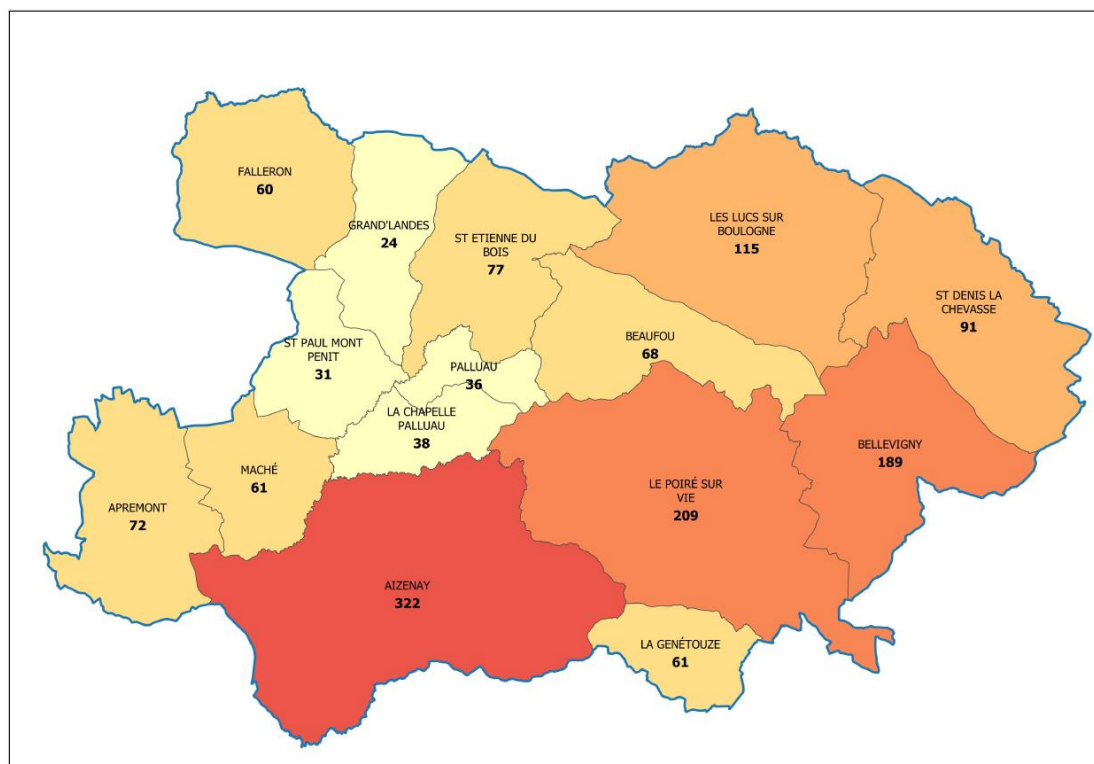 FALLERON
60
GRAND'LANDES
24
ST ETIENNE DU
BOIS
77
LES LUCS SUR
BOULOGNE
115
ST DENIS LA
CHEVASSE
91
ST PAUL MONT
PENIT
31
PALLUAU
36
BEAUFOU
68
LA CHAPELLE
PALLUAU
38
BELLEVIGNY
189
MACHÉ
61
LE POIRÉ SUR
VIE
209
APREMONT
72
AIZENAY
322
LA GENÉTOUZE
61